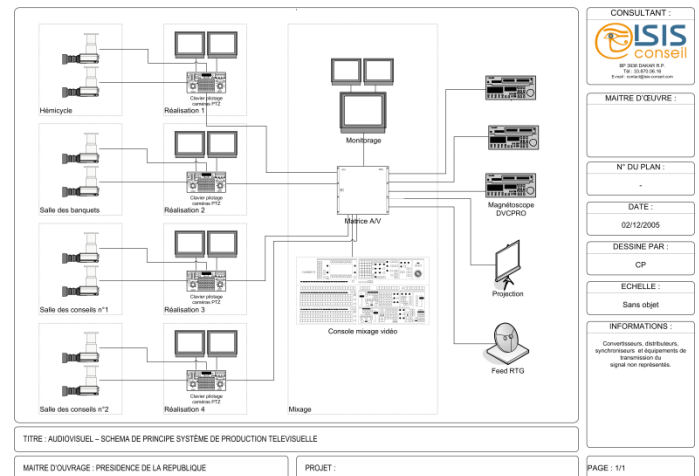 Hémicycle
Clavier pilotage
caméras PTZ
Réalisation 1
Salle des banquets
Clavier pilotage
caméras PTZ
Réalisation 2
Salle des conseils n°1
Clavier pilotage
caméras PTZ
Réalisation 3
Salle des conseils n°2
Clavier pilotage
caméras PTZ
Réalisation 4
Monitorage
Matrice A/V
Console mixage vidéo
Mixage
Magnétoscope
DVCPRO
Projection
Feed RTG
TITRE : AUDIOVISUEL – SCHEMA DE PRINCIPE SYSTÈME DE PRODUCTION TELEVISUELLE
MAITRE D'OUVRAGE : PRESIDENCE DE LA REPUBLIQUE
PROJET :
CONSULTANT :
ISIS
conseil
MAITRE D'ŒUVRE :
N° DU PLAN :
-
DATE :
02/12/2005
DESSINE PAR :
CP
ECHELLE :
Sans objet
INFORMATIONS :
Convertisseurs, distributeurs,
synchroniseurs et équipements de
transmission du
signal non représentés.
PAGE : 1/1